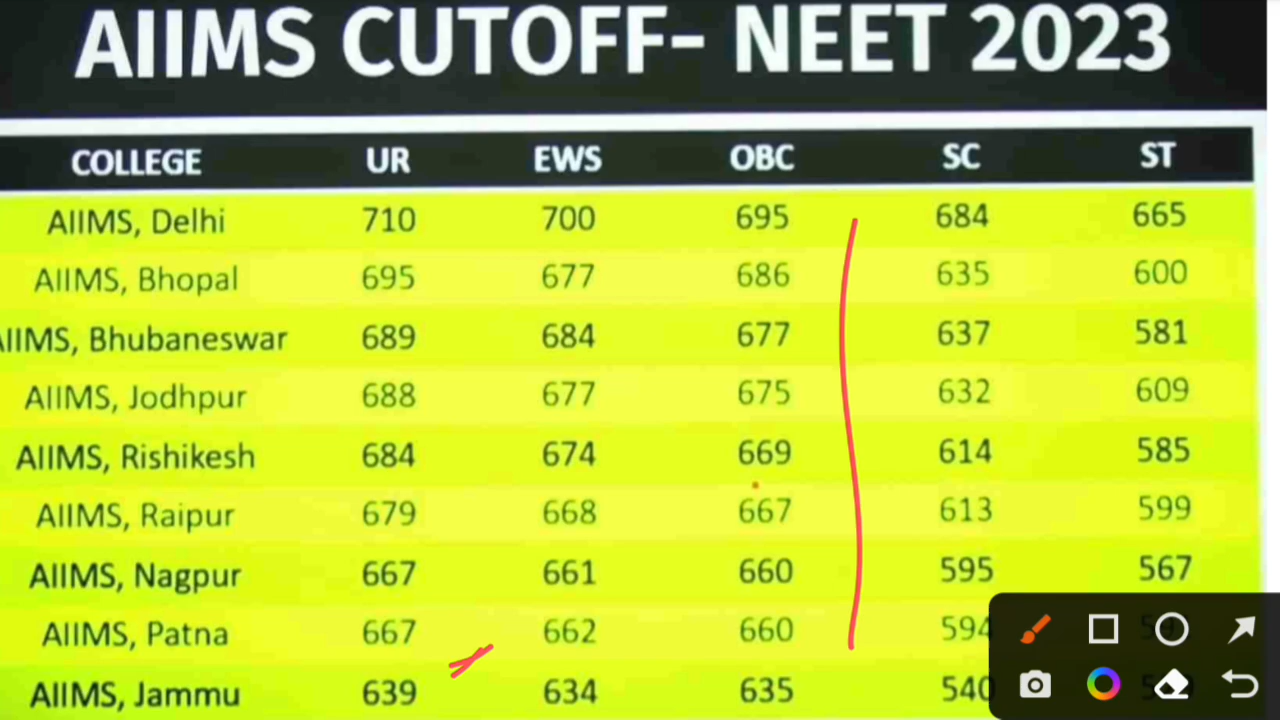 AIIMS CUTOFF- NEET 2023
COLLEGE UR EWS OBC SC ST
AIIMS, Delhi 710 700 695 684 665
AIIMS, Bhopal 695 677 686 635 600
AIIMS, Bhubaneswar 689 684 677 637 581
AIIMS, Jodhpur 688 677 675 632 609
AIIMS, Rishikesh 684 674 669 614 585
AIIMS, Raipur 679 668 667 613 599
AIIMS, Nagpur 667 661 660 595 567
AIIMS, Patna 667 662 660 594
AIIMS, Jammu 639 634 635 540